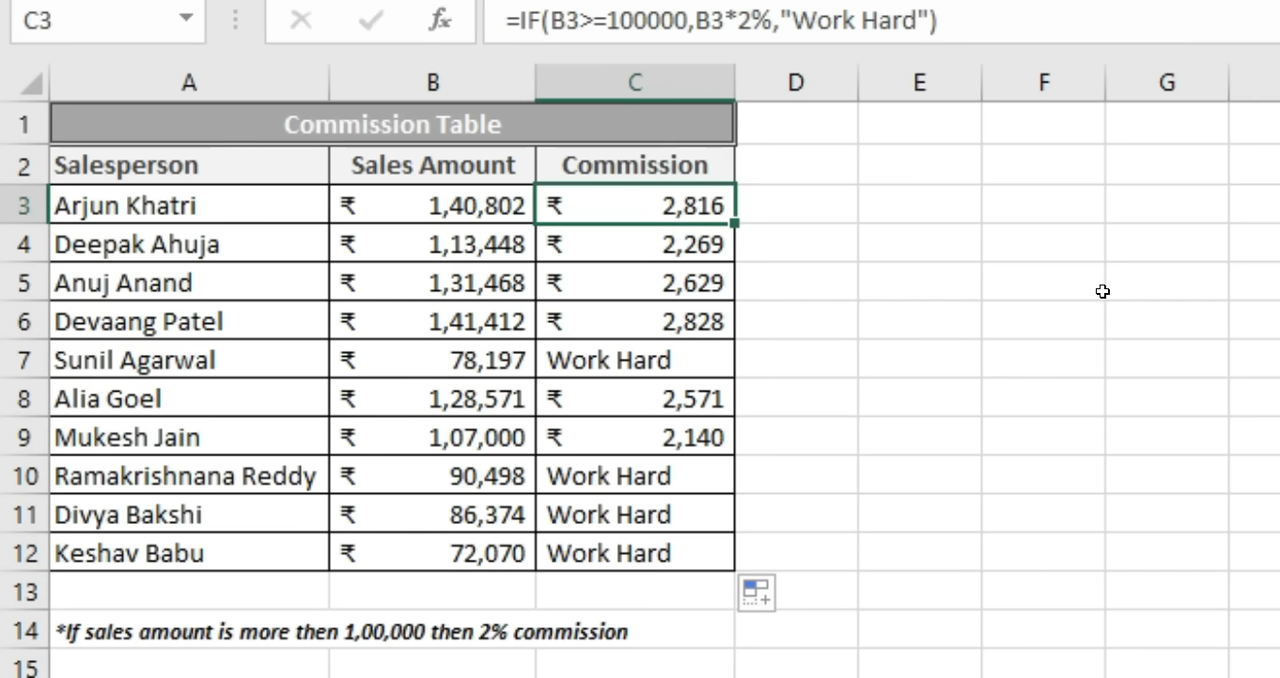 C3 fx =IF(B3>=100000,B3*2%,"Work Hard")
A B C D E F G
1 Commission Table
2 Salesperson Sales Amount Commission
3 Arjun Khatri ₹ 1,40,802 ₹ 2,816
4 Deepak Ahuja ₹ 1,13,448 ₹ 2,269
5 Anuj Anand ₹ 1,31,468 ₹ 2,629
6 Devaang Patel ₹ 1,41,412 ₹ 2,828
7 Sunil Agarwal ₹ 78,197 Work Hard
8 Alia Goel ₹ 1,28,571 ₹ 2,571
9 Mukesh Jain ₹ 1,07,000 ₹ 2,140
10 Ramakrishnana Reddy ₹ 90,498 Work Hard
11 Divya Bakshi ₹ 86,374 Work Hard
12 Keshav Babu ₹ 72,070 Work Hard
13
14 *If sales amount is more then 1,00,000 then 2% commission
15